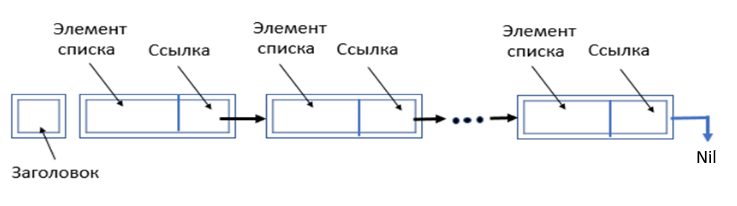 Элемент
списка
Ссылка
Элемент
списка
Ссылка
Элемент
списка
Ссылка
Заголовок
Nil